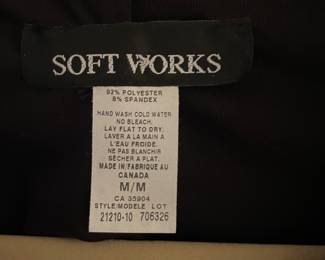 SOFT WORKS
92% POLYESTER
8% SPANDEX
HAND WASH COLD WATER
NO BLEACH.
LAY FLAT TO DRY.
LAVER A LA MAIN A
L'EAU FROIDE.
NE PAS BLANCHIR
SÉCHER A PLAT.
MADE IN/FABRIQUE AU
CANADA
M/M
CA 35904
STYLE/MODELE LOT
21210-10 706326